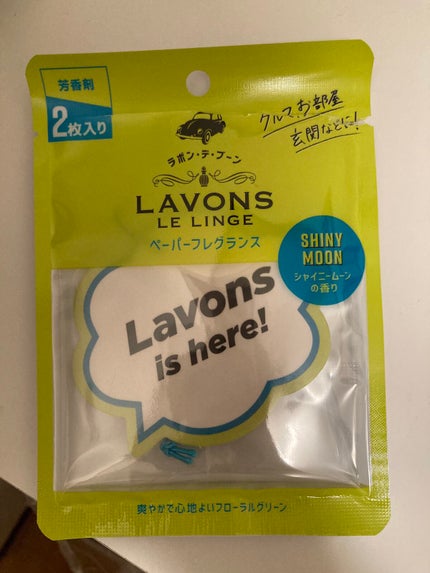 芳香剤
2枚入り
クルマ お部屋
玄関などに!
ラボン・デ・ブーン
LAVONS
LE LINGE
ペーパーフレグランス
SHINY
MOON
シャイニームーン
の香り
Lavons
is here!
爽やかで心地よいフローラルグリーン